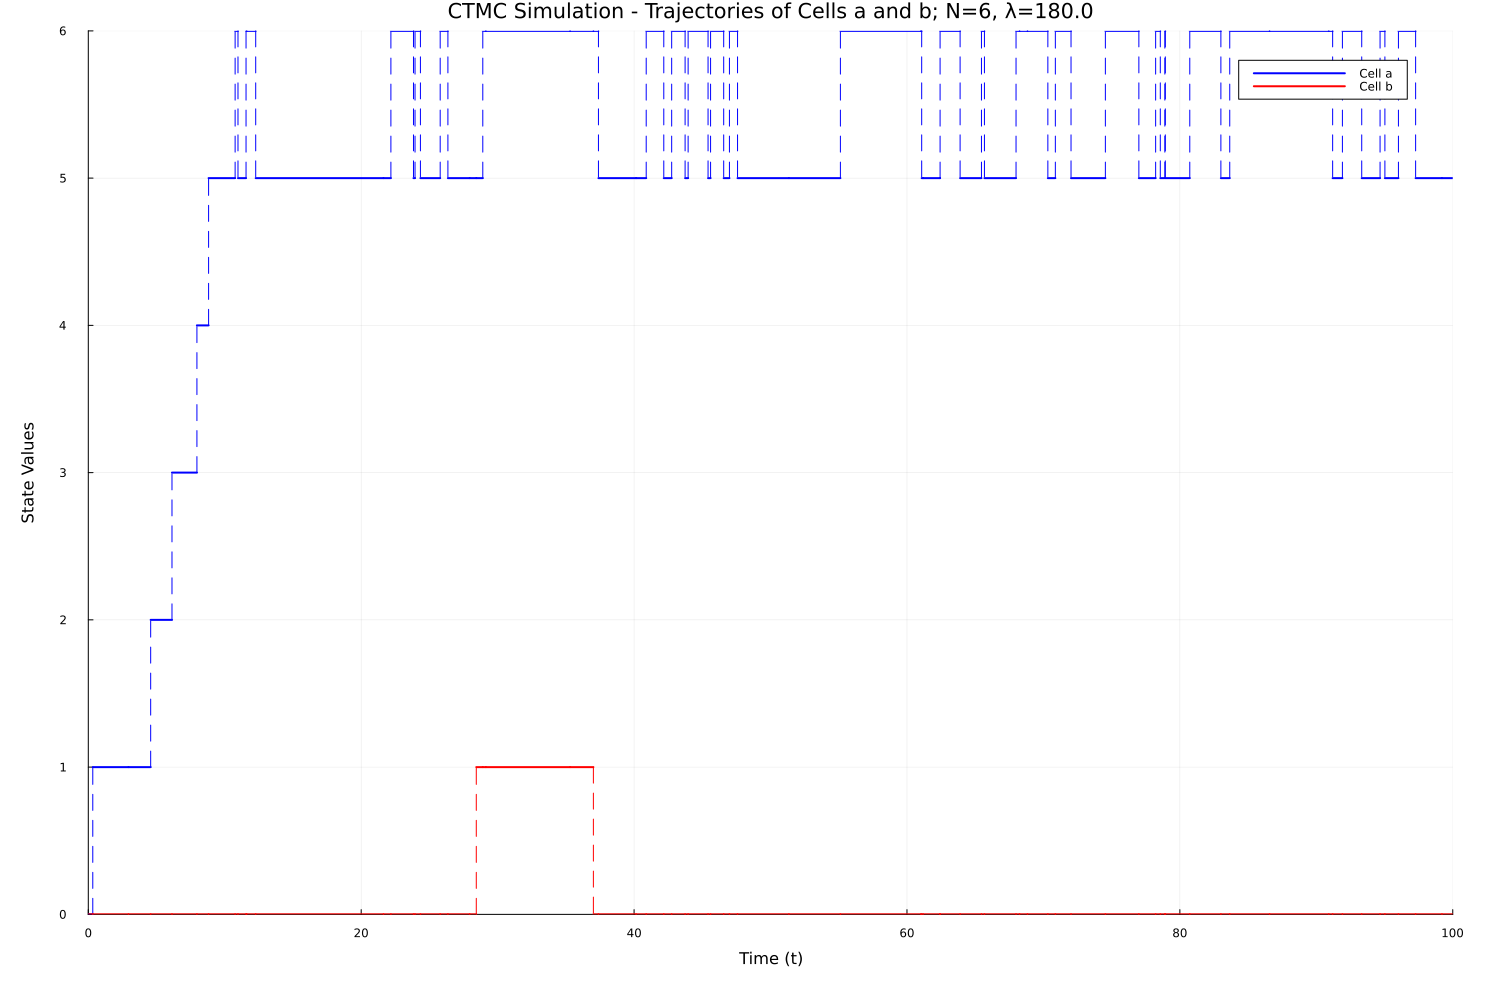 CTMC Simulation - Trajectories of Cells a and b; N=6, λ=180.0
6
Cell a
Cell b
5
4
State Values
3
2
1
0
0 20 40 60 80 100
Time (t)